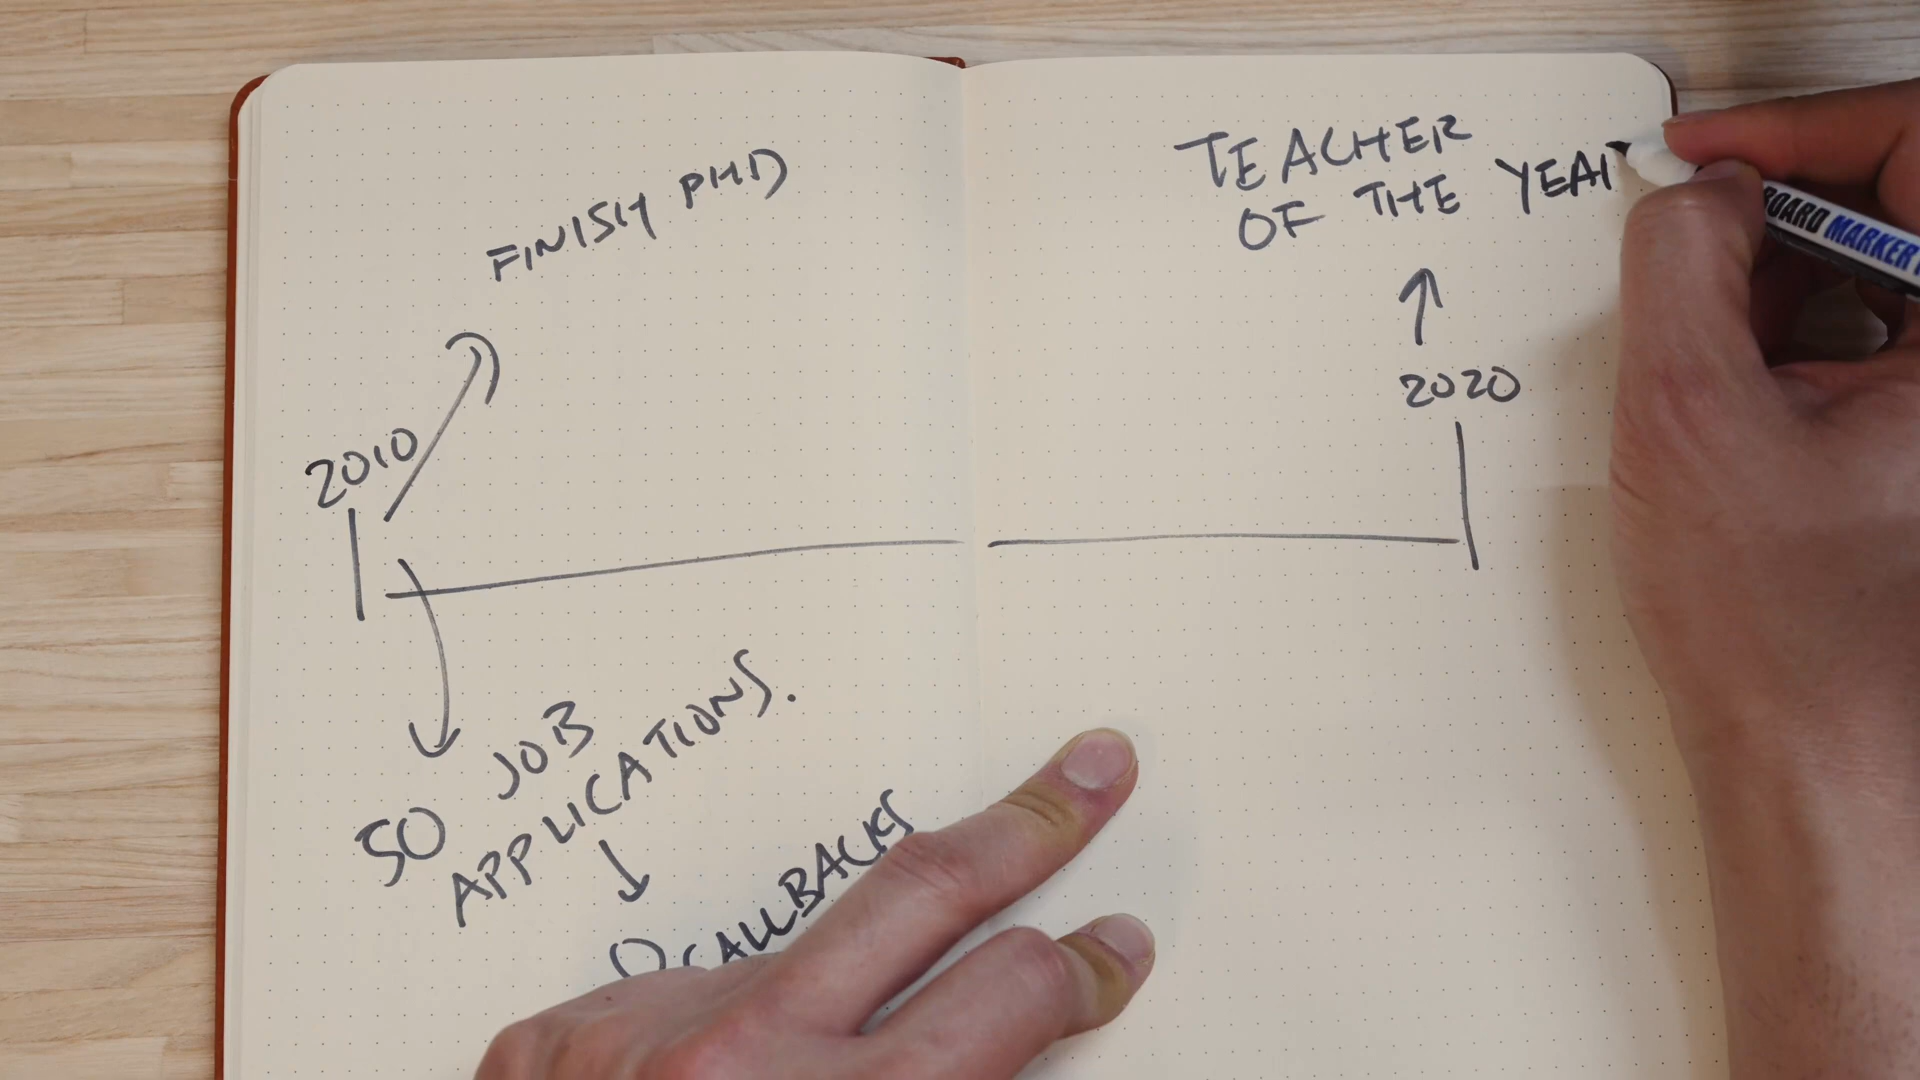 FINISH PHD
TEACHER
OF THE YEAR
2010
2020
50 JOB
APPLICATIONS.
0 CALLBACKS
BOARD MARKER